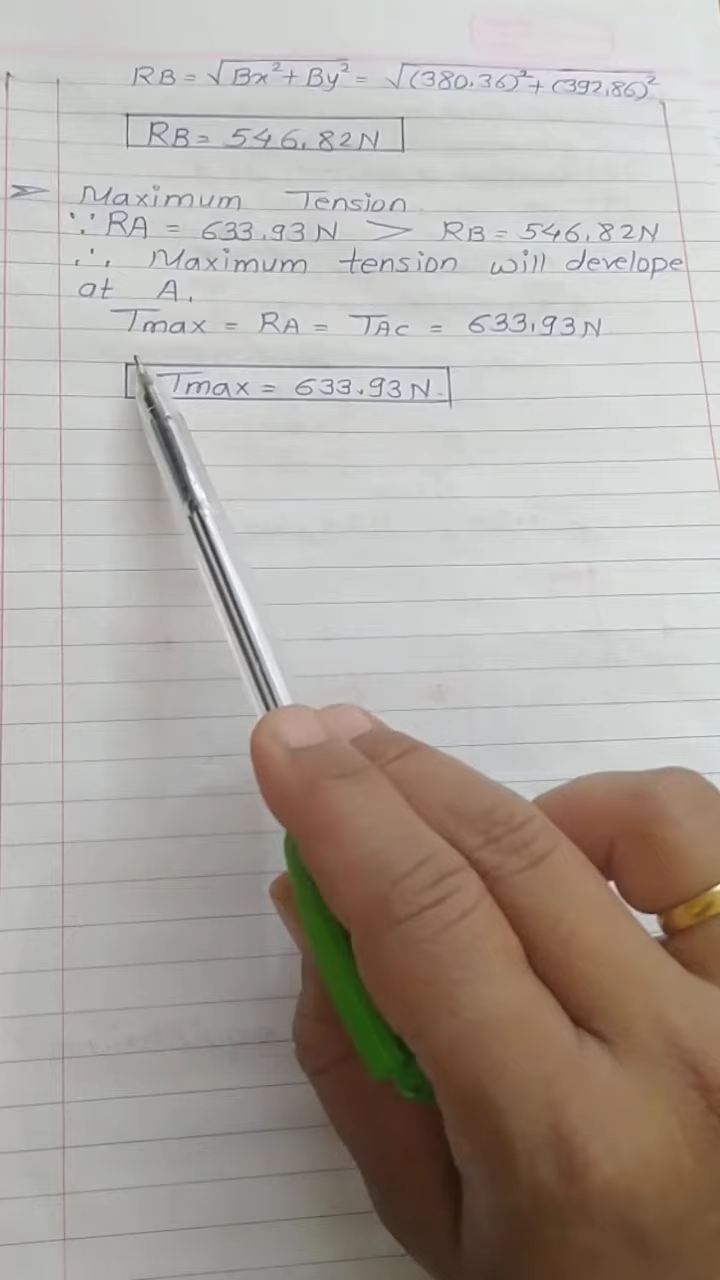 RB = √Bx² + By² = √(380.36)² + (392.86)²
RB = 546.82N
➢ Maximum Tension
∵ RA = 633.93N > RB = 546.82N
∴ Maximum tension will develope
at A.
Tmax = RA = TAC = 633.93N
Tmax = 633.93N.